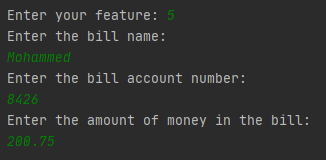 Enter your feature: 5
Enter the bill name:
Mohammed
Enter the bill account number:
8426
Enter the amount of money in the bill:
200.75